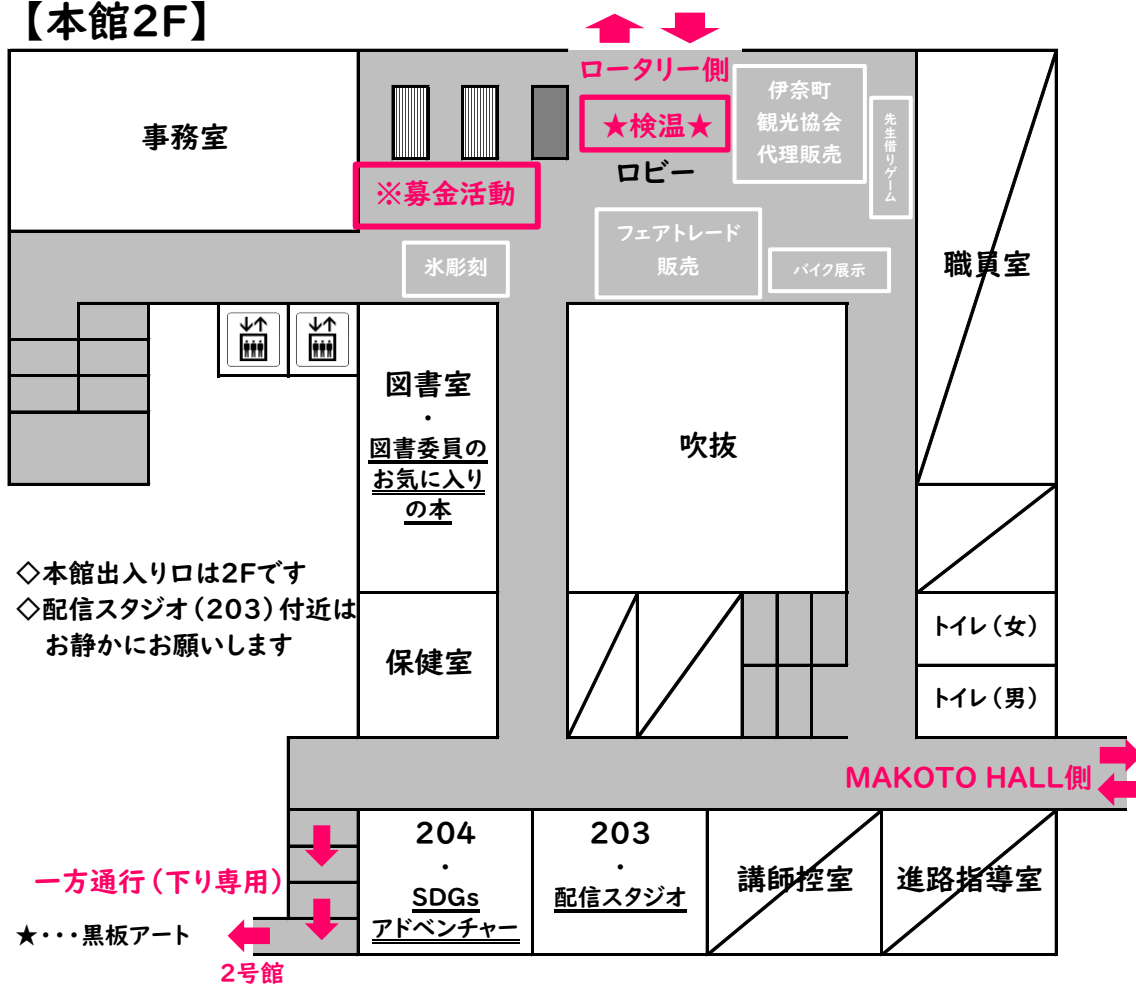 【本館2F】
ロータリー側
事務室
★検温★
伊奈町
観光協会
代理販売
先生借りゲーム
ロビー
※募金活動
フェアトレード
販売
氷彫刻
バイク展示
職員室
図書室
・
図書委員の
お気に入り
の本
吹抜
◇本館出入り口は2Fです
◇配信スタジオ(203)付近は
お静かにお願いします
保健室
トイレ(女)
トイレ(男)
MAKOTO HALL側
204
・
SDGs
アドベンチャー
203
・
配信スタジオ
講師控室
進路指導室
一方通行(下り専用)
★・・・黒板アート
2号館